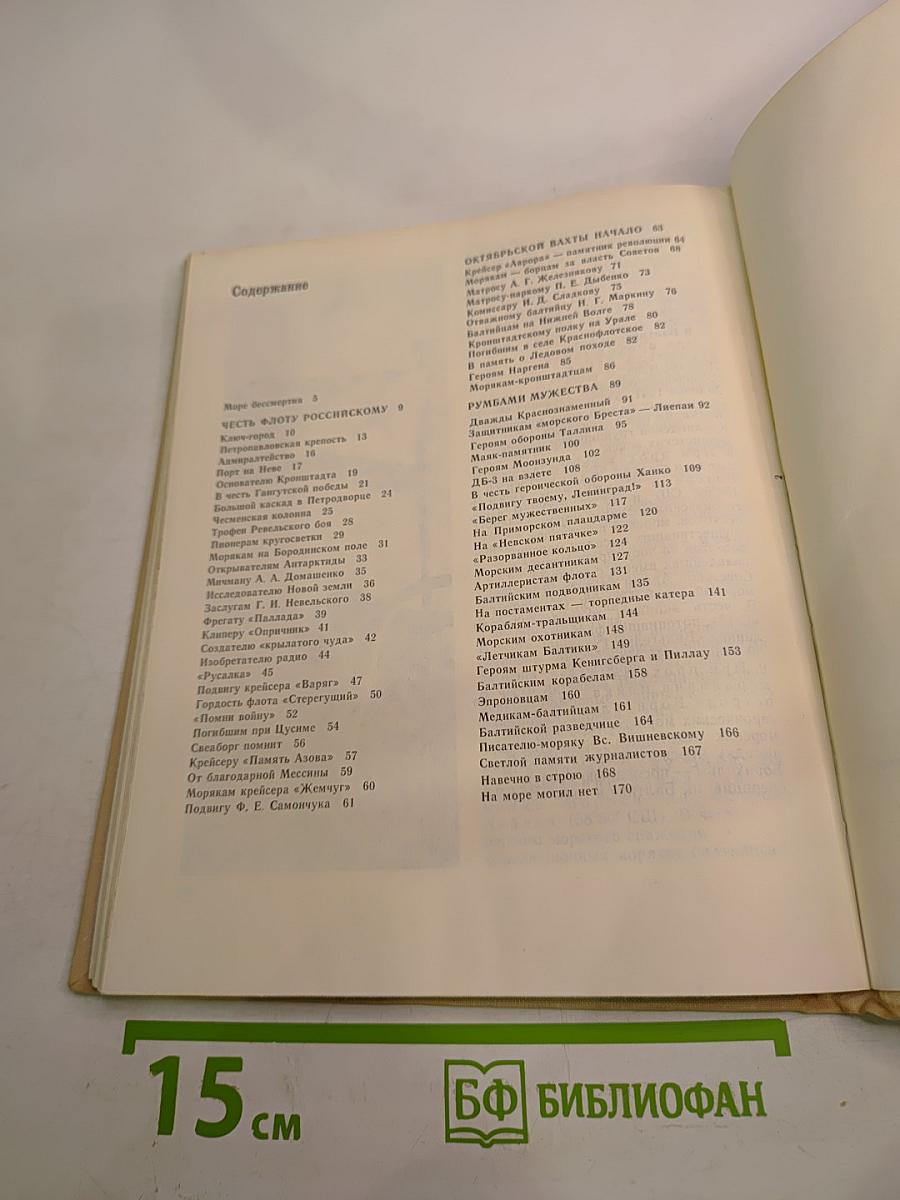 Содержание
Море бессмертия 5
ЧЕСТЬ ФЛОТУ РОССИЙСКОМУ 9
Ключ-город 10
Петропавловская крепость 13
Адмиралтейство 16
Порт на Неве 17
Основателю Кронштадта 19
В честь Гангутской победы 21
Большой каскад в Петродворце 24
Чесменская колонна 25
Трофеи Ревельского боя 28
Пионерам кругосветки 29
Морякам на Бородинском поле 31
Открывателям Антарктиды 33
Мичману А. А. Домашенко 35
Исследователю Новой земли 36
Заслугам Г. И. Невельского 38
Фрегату «Паллада» 39
Клиперу «Опричник» 41
Создателю «крылатого чуда» 42
Изобретателю радио 44
«Русалка» 45
Подвигу крейсера «Варяг» 47
Гордость флота «Стерегущий» 50
«Помни войну» 52
Погибшим при Цусиме 54
Свеаборг помнит 56
Крейсеру «Память Азова» 57
От благодарной Мессины 59
Морякам крейсера «Жемчуг» 60
Подвигу Ф. Е. Самончука 61
ОКТЯБРЬСКОЙ ВАХТЫ НАЧАЛО 63
Крейсер «Аврора» — памятник революции 64
Морякам — борцам за власть Советов 68
Матросу А. Г. Железнякову 71
Матросу-наркому П. Е. Дыбенко 73
Комиссару И. Д. Сладкову 75
Отважному балтийцу Н. Г. Маркину 76
Балтийцам на Нижней Волге 78
Кронштадтскому полку на Урале 80
Погибшим в селе Краснофлотское 82
В память о Ледовом походе 82
Героям Наргена 85
Морякам-кронштадтцам 86
РУМБАМИ МУЖЕСТВА 89
Дважды Краснознаменный 91
Защитникам «морского Бреста» — Лиепаи 92
Героям обороны Таллина 95
Маяк-памятник 100
Героям Моонзунда 102
ДБ-3 на взлете 108
В честь героической обороны Ханко 109
«Подвигу твоему, Ленинград!» 113
«Берег мужественных» 117
На Приморском плацдарме 120
На «Невском пятачке» 122
«Разорванное кольцо» 124
Морским десантникам 127
Артиллеристам флота 131
Балтийским подводникам 135
На постаментах — торпедные катера 141
Кораблям-тральщикам 144
Морским охотникам 148
«Летчикам Балтики» 149
Героям штурма Кенигсберга и Пиллау 153
Балтийским корабелам 158
Эпроновцам 160
Медикам-балтийцам 161
Балтийской разведчице 164
Писателю-моряку Вс. Вишневскому 166
Светлой памяти журналистов 167
Навечно в строю 168
На море могил нет 170
15 см
БФ БИБЛИОФАН